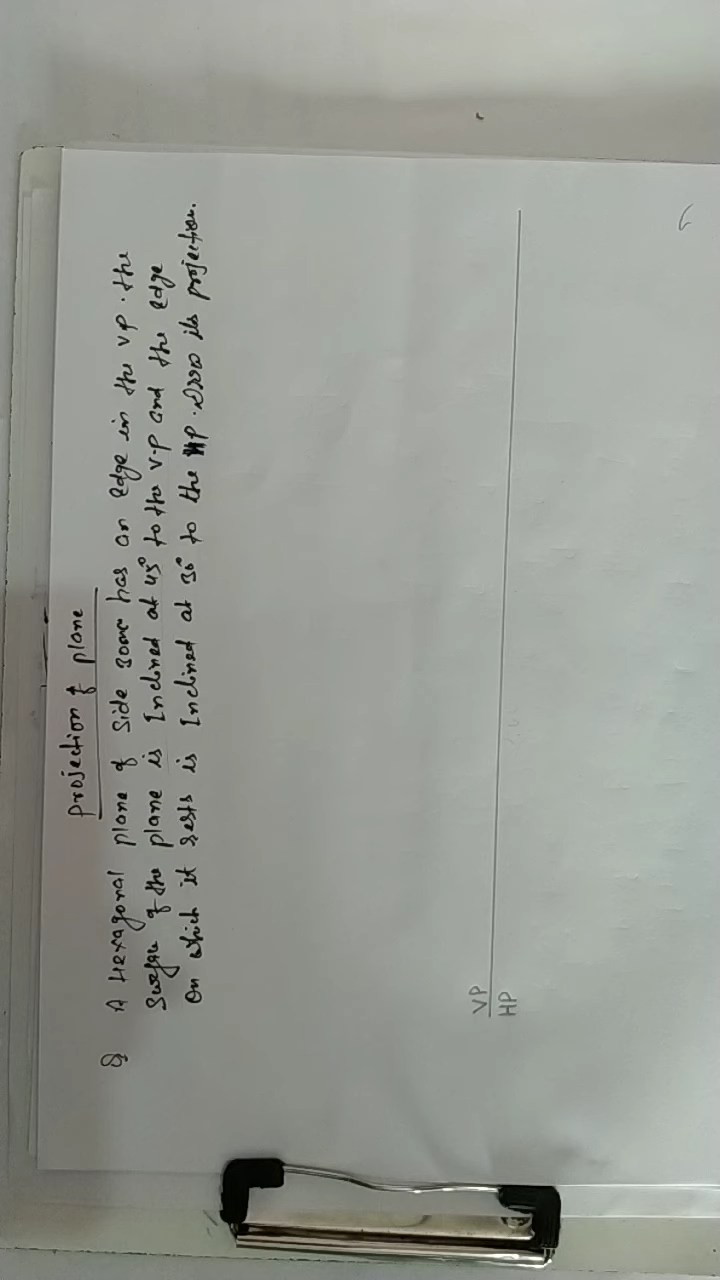 projection of plane
Q A Hexagonal plane of side 30mm has an edge in the VP. the
surface of the plane is Inclined at 45° to the V.P and the edge
on which it rests is Inclined at 30° to the HP. Draw its projection.
VP
HP